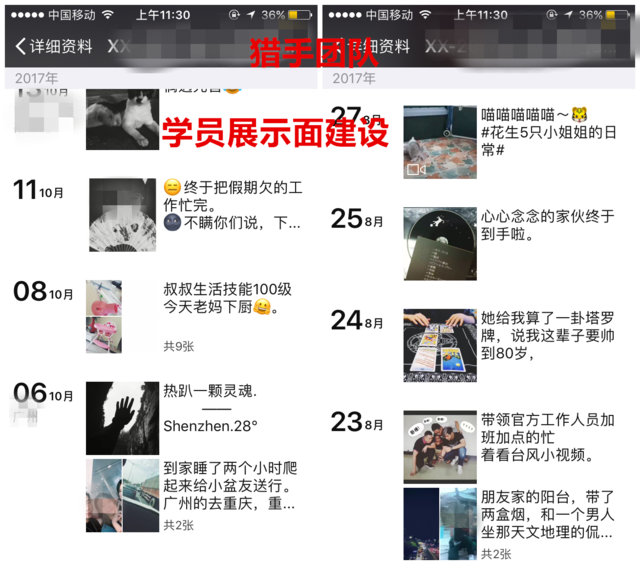 中国移动 上午11:30 36%
详细资料
2017年
猎手团队
学员展示面建设
11 10月
😑终于把假期欠的工
作忙完。
🌚不瞒你们说，下...
08 10月
叔叔生活技能100级
今天老妈下厨🤗。
共9张
06 10月
热趴一颗灵魂.
——
Shenzhen.28°
到家睡了两个小时爬
起来给小盆友送行。
广州的去重庆，重...
共2张
中国移动 上午11:30 36%
详细资料
2017年
27 8月
喵喵喵喵喵～🐯
#花生5只小姐姐的日
常#
25 8月
心心念念的家伙终于
到手啦。
24 8月
她给我算了一卦塔罗
牌，说我这辈子要帅
到80岁，
23 8月
带领官方工作人员加
班加点的忙
着看台风小视频。
朋友家的阳台，带了
两盒烟，和一个男人
坐那天文地理的侃...
共2张